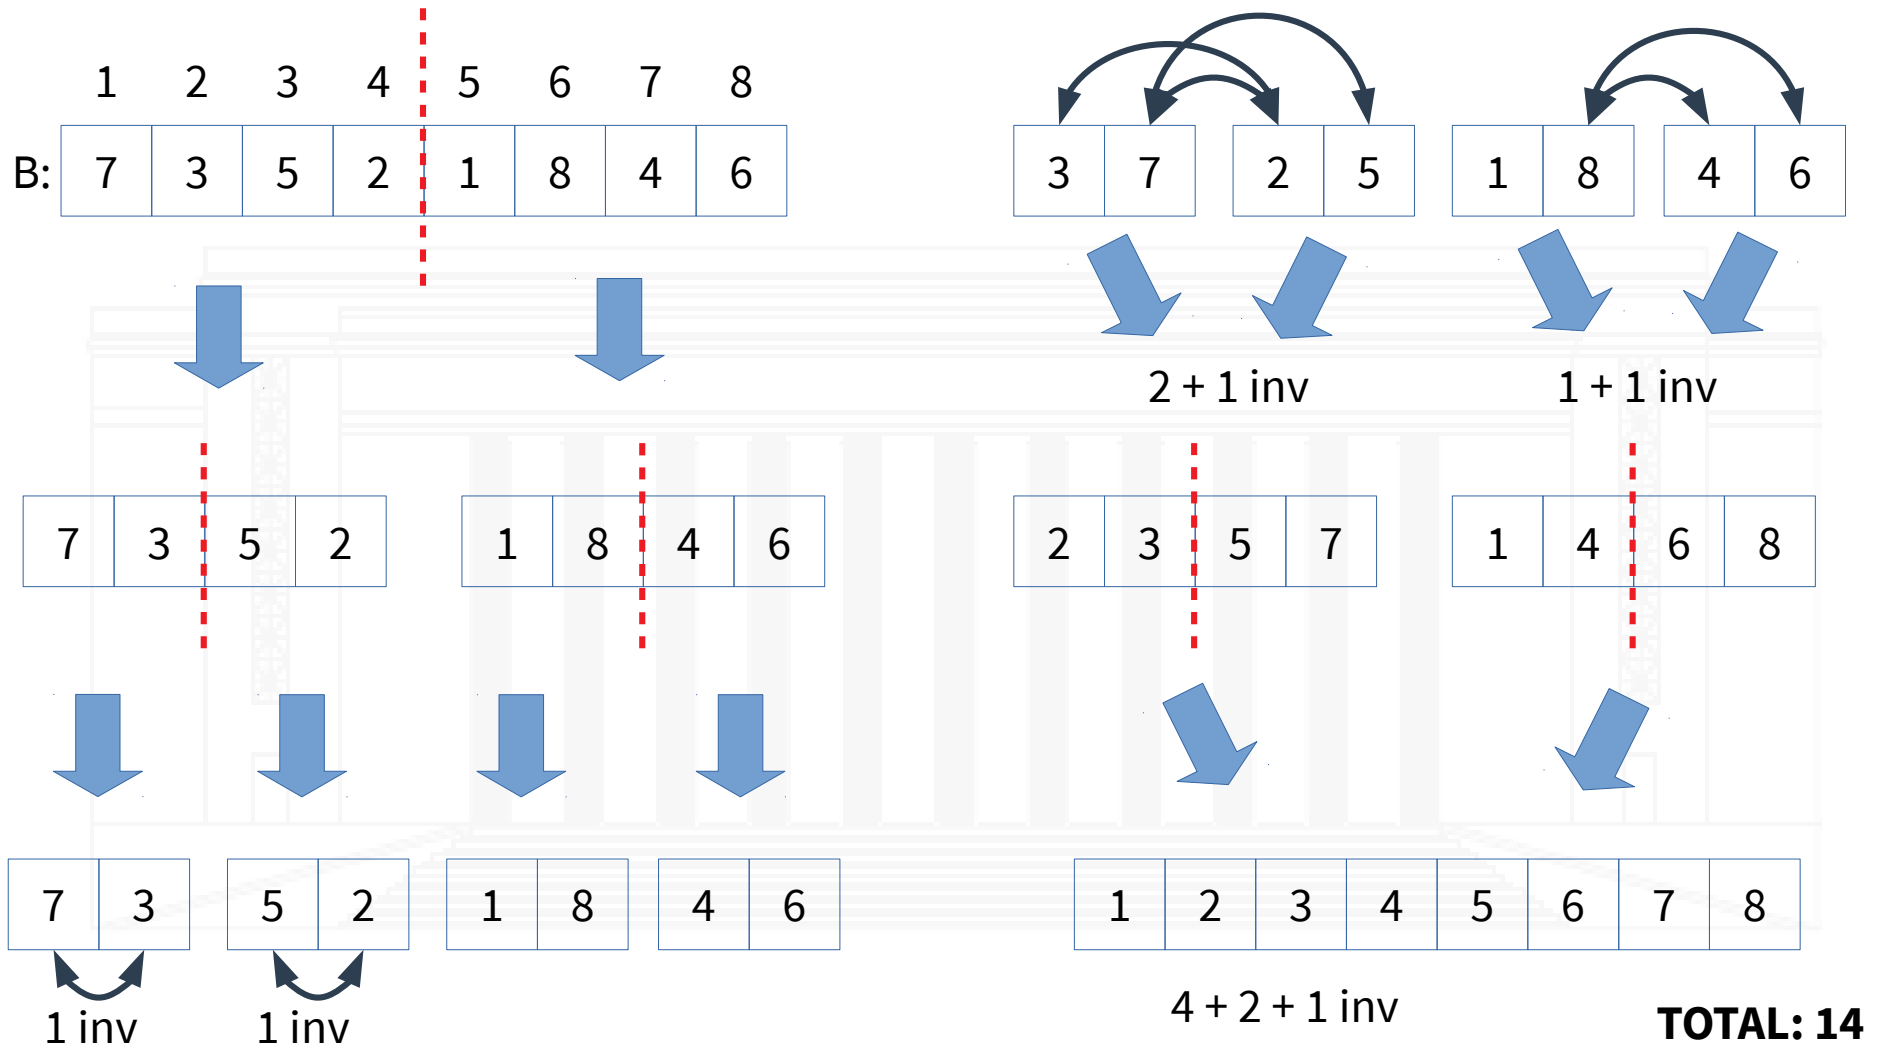 1 2 3 4 5 6 7 8
B: 7 3 5 2 1 8 4 6
3 7 2 5 1 8 4 6
2 + 1 inv 1 + 1 inv
7 3 5 2 1 8 4 6 2 3 5 7 1 4 6 8
7 3 5 2 1 8 4 6 1 2 3 4 5 6 7 8
1 inv 1 inv
4 + 2 + 1 inv
TOTAL: 14